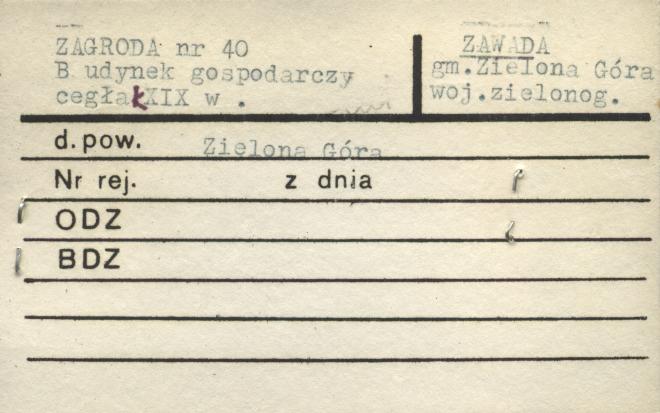 ZAGRODA nr 40
B udynek gospodarczy
cegła XIX w .
ZAWADA
gm.Zielona Góra
woj.zielonog.
d. pow. Zielona Góra
Nr rej. z dnia
ODZ
BDZ